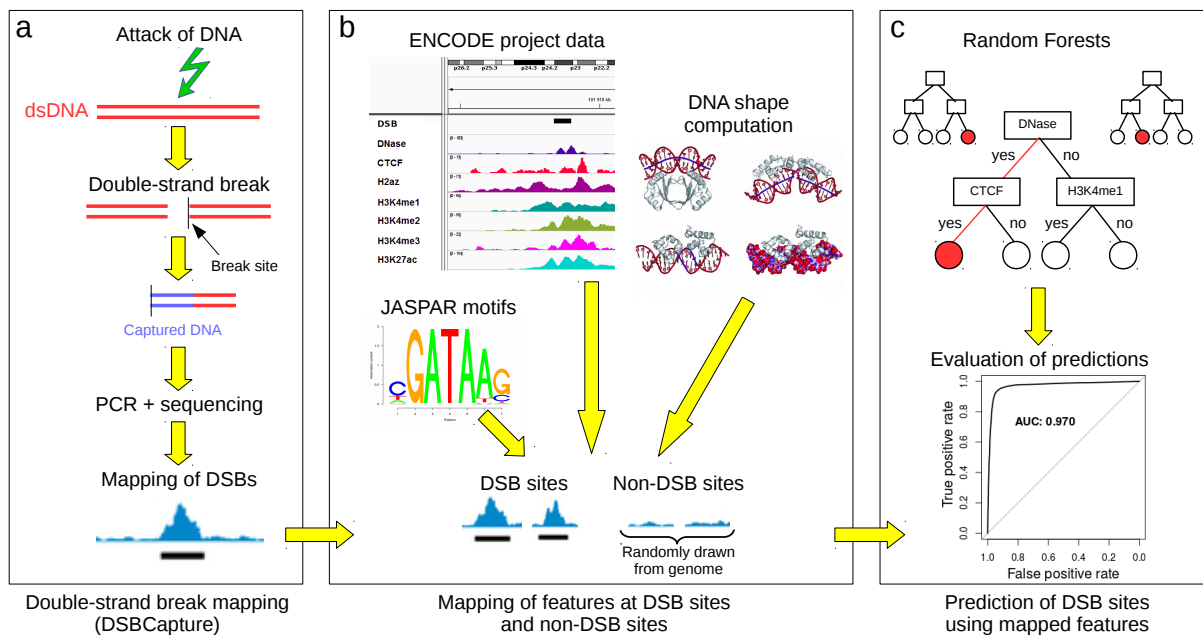 a
Attack of DNA
dsDNA
Double-strand break
Break site
Captured DNA
PCR + sequencing
Mapping of DSBs
Double-strand break mapping
(DSBCapture)
b
ENCODE project data
p26.2 p25.3 p24.3 p24.2 p23 p22.2
DSB
DNase
CTCF
H2az
H3K4me1
H3K4me2
H3K4me3
H3K27ac
DNA shape
computation
JASPAR motifs
Information content
GATAAG
Position
DSB sites
Non-DSB sites
Randomly drawn
from genome
Mapping of features at DSB sites
and non-DSB sites
c
Random Forests
DNase
yes
no
CTCF
H3K4me1
yes
no
yes
no
Evaluation of predictions
AUC: 0.970
True positive rate
0.0 0.2 0.4 0.6 0.8 1.0
1.0 0.8 0.6 0.4 0.2 0.0
False positive rate
Prediction of DSB sites
using mapped features